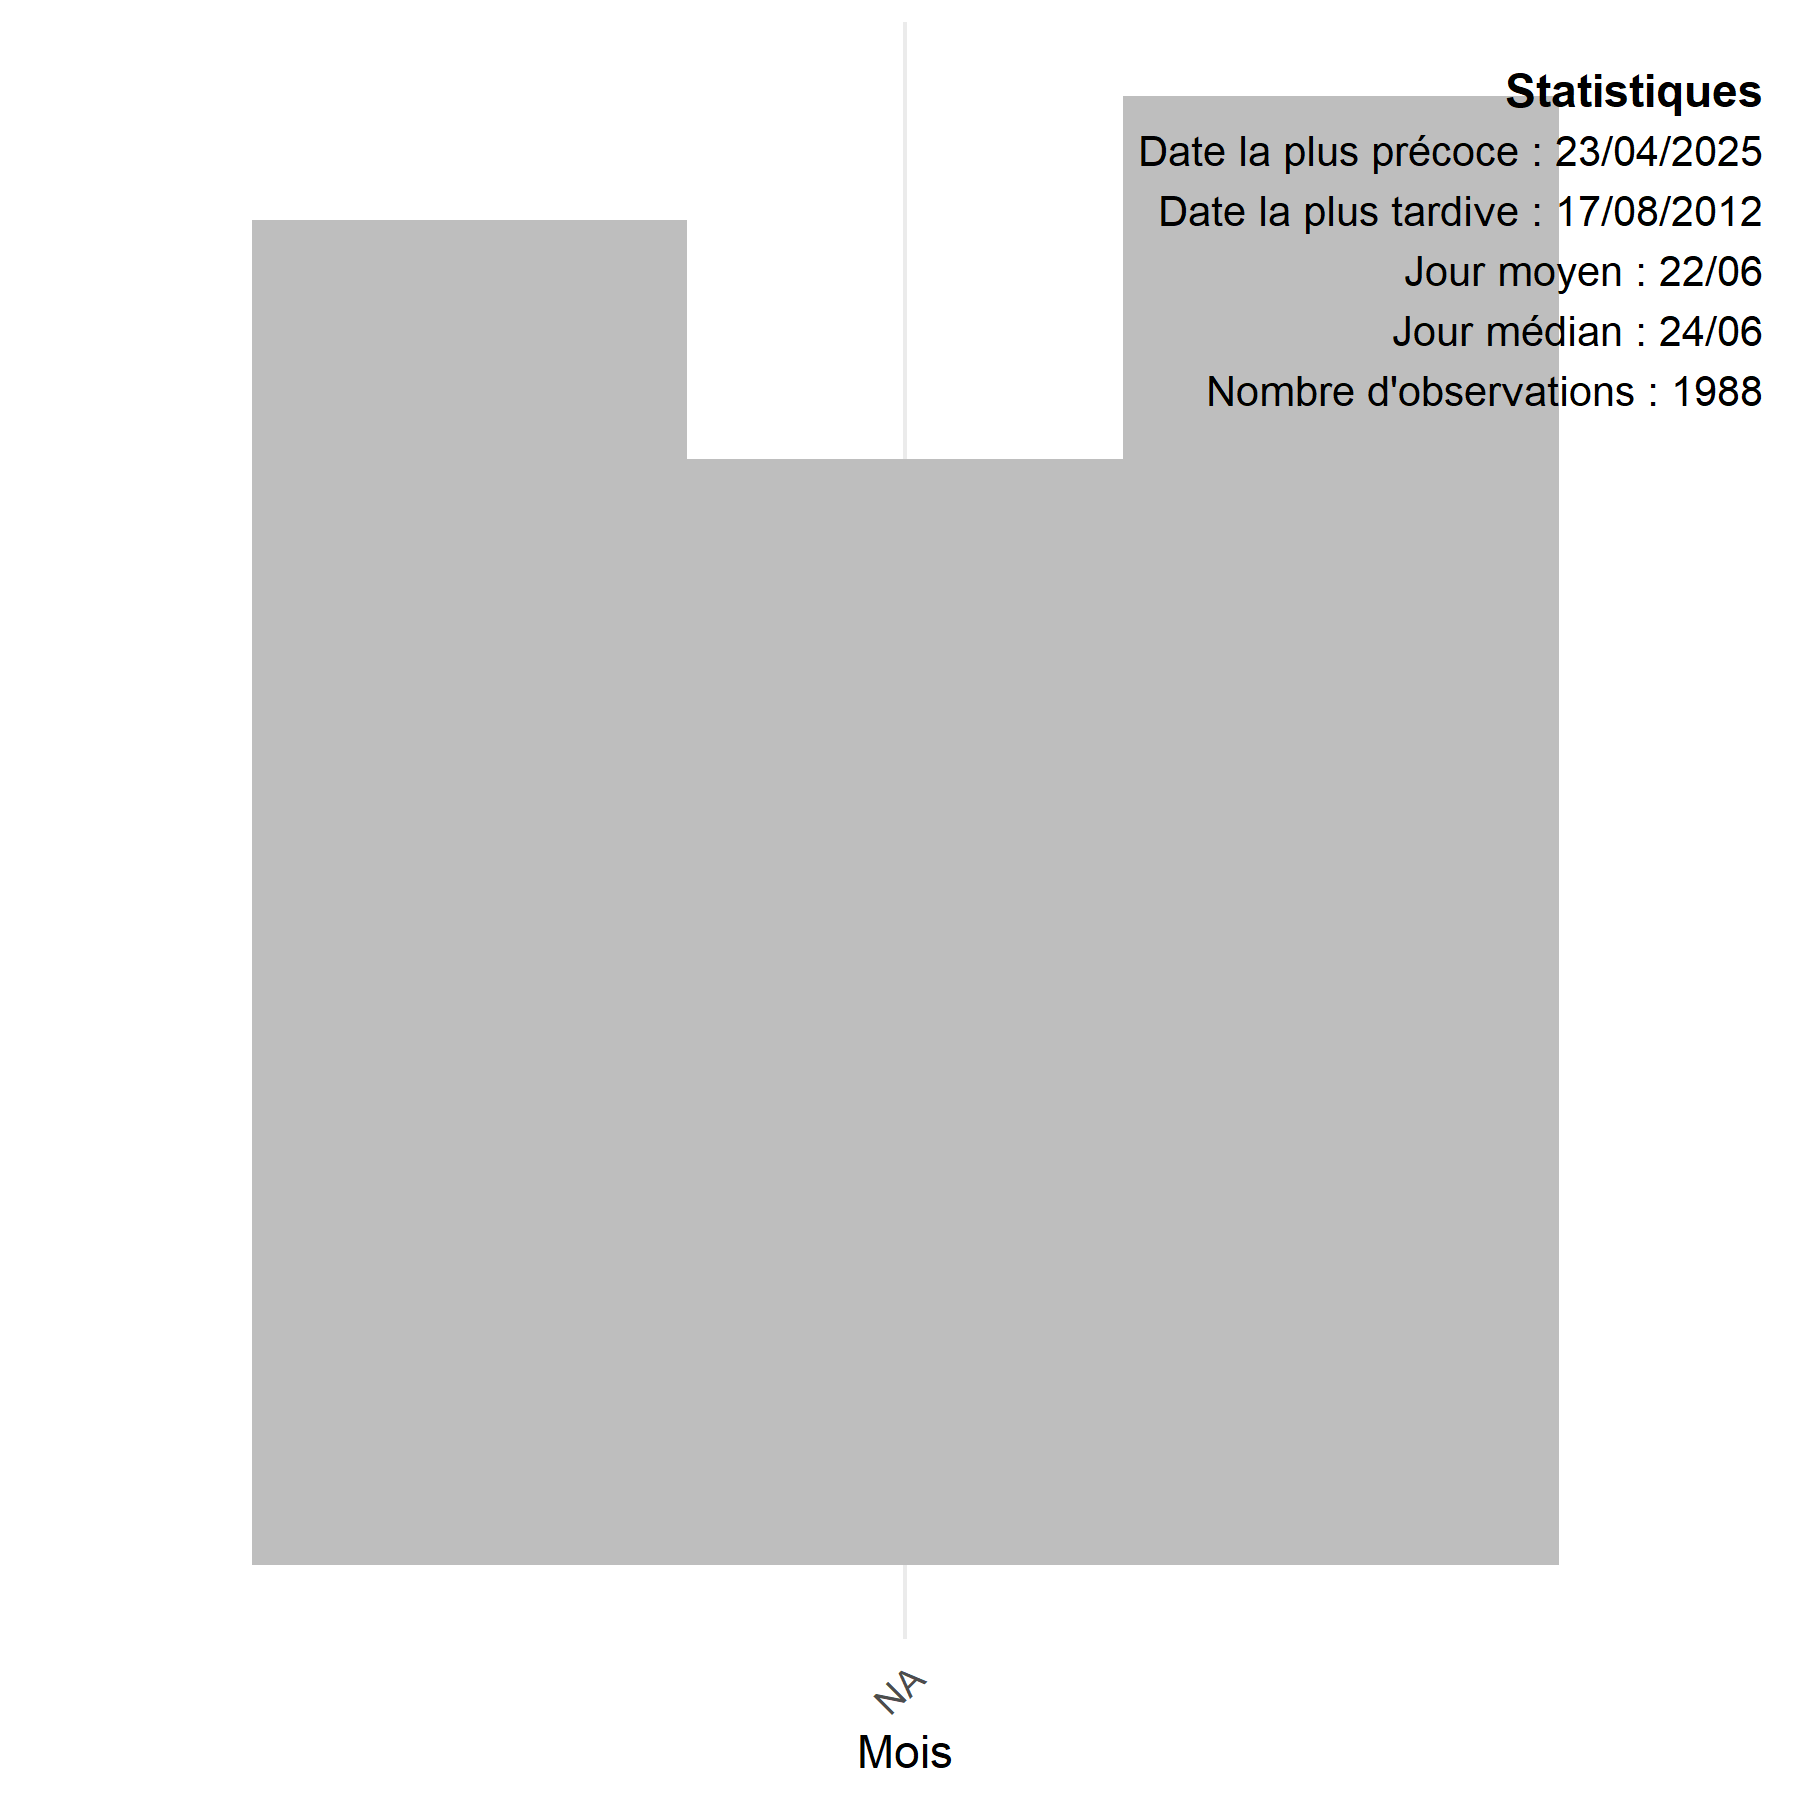 Statistiques
Date la plus précoce : 23/04/2025
Date la plus tardive : 17/08/2012
Jour moyen : 22/06
Jour médian : 24/06
Nombre d'observations : 1988
NA
Mois